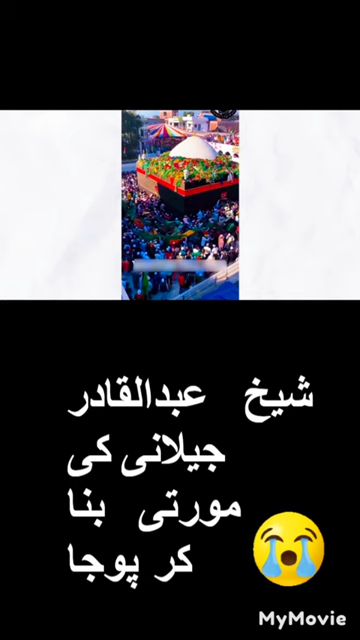 شیخ عبدالقادر
جیلانی کی
مورتی بنا
کر پوجا
MyMovie